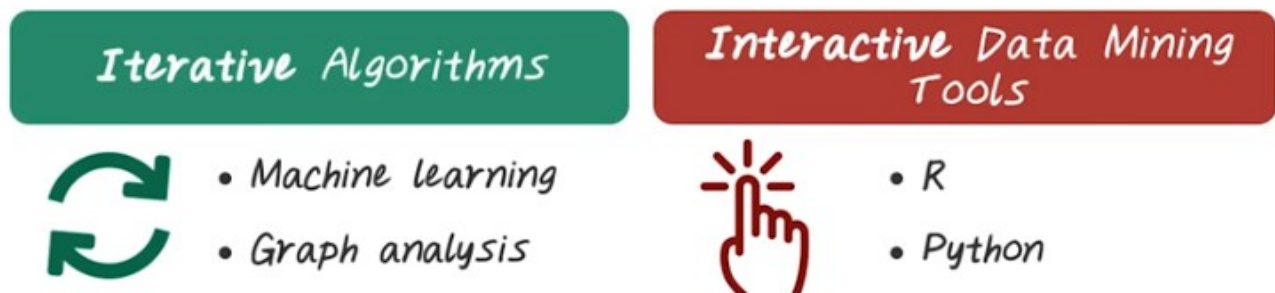 Iterative Algorithms
• Machine learning
• Graph analysis
Interactive Data Mining
Tools
• R
• Python